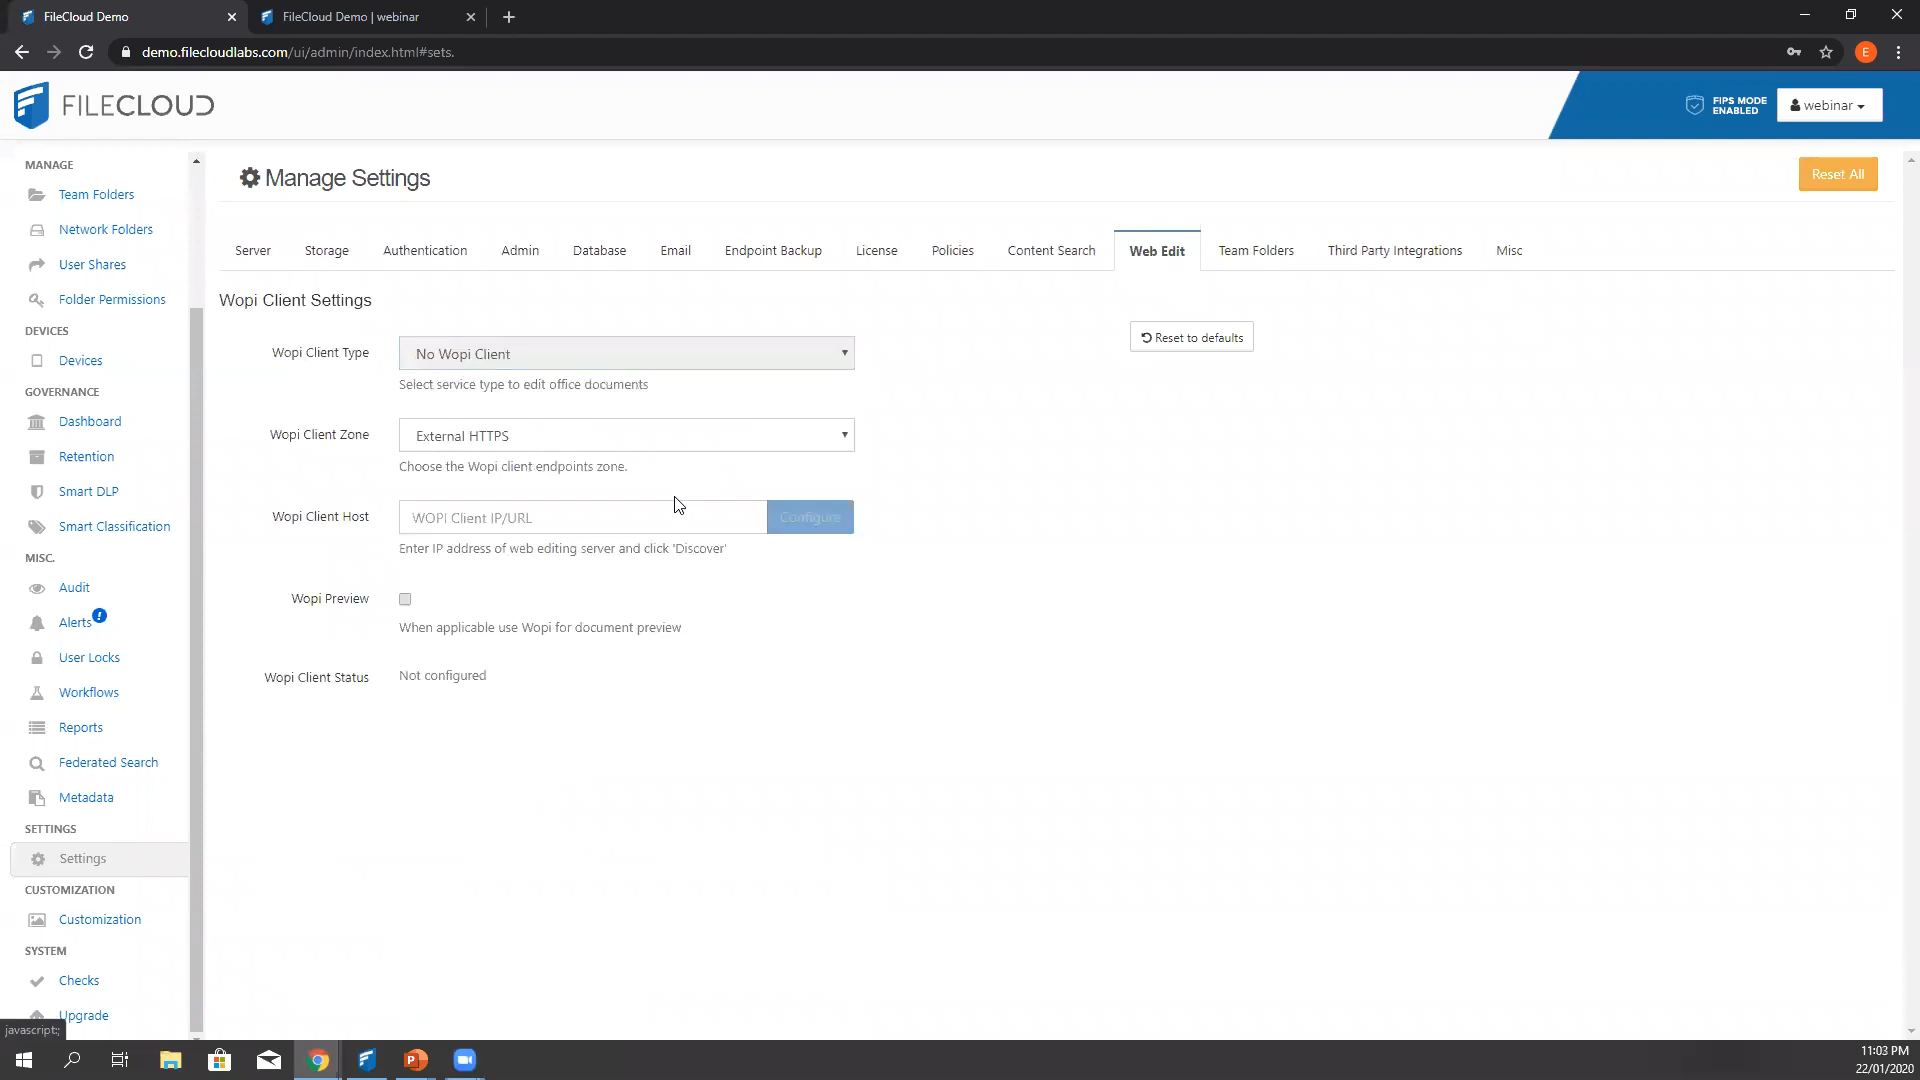 FileCloud Demo
FileCloud Demo | webinar
demo.filecloudlabs.com/ui/admin/index.html#sets.
E
FILECLOUD
FIPS MODE
ENABLED
webinar
MANAGE
Team Folders
Network Folders
User Shares
Folder Permissions
DEVICES
Devices
GOVERNANCE
Dashboard
Retention
Smart DLP
Smart Classification
MISC.
Audit
Alerts
User Locks
Workflows
Reports
Federated Search
Metadata
SETTINGS
Settings
CUSTOMIZATION
Customization
SYSTEM
Checks
Upgrade
javascript:;
Manage Settings
Reset All
Server Storage Authentication Admin Database Email Endpoint Backup License Policies Content Search Web Edit Team Folders Third Party Integrations Misc
Wopi Client Settings
Reset to defaults
Wopi Client Type No Wopi Client
Select service type to edit office documents
Wopi Client Zone External HTTPS
Choose the Wopi client endpoints zone.
Wopi Client Host WOPI Client IP/URL Configure
Enter IP address of web editing server and click 'Discover'
Wopi Preview
When applicable use Wopi for document preview
Wopi Client Status Not configured
11:03 PM
22/01/2020